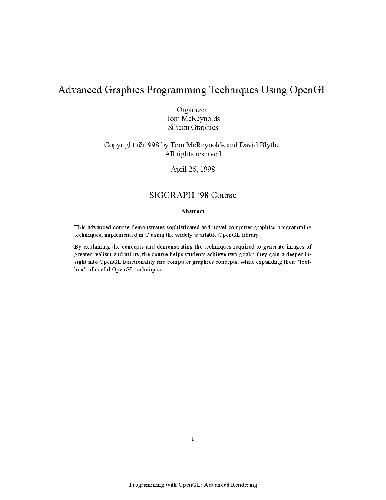 Advanced Graphics Programming Techniques Using OpenGL
Organizer:
Tom McReynolds
Silicon Graphics
Copyright © 1998 by Tom McReynolds and David Blythe.
All rights reserved
April 26, 1998
SIGGRAPH '98 Course
Abstract
This advanced course demonstrates sophisticated and novel computer graphics programming
techniques, implemented in C using the widely available OpenGL library.
By explaining the concepts and demonstrating the techniques required to generate images of
greater realism and utility, the course helps students achieve two goals: they gain a deeper in-
sight into OpenGL functionality and computer graphics concepts, while expanding their "tool-
box" of useful OpenGL techniques.
Programming with OpenGL: Advanced Rendering